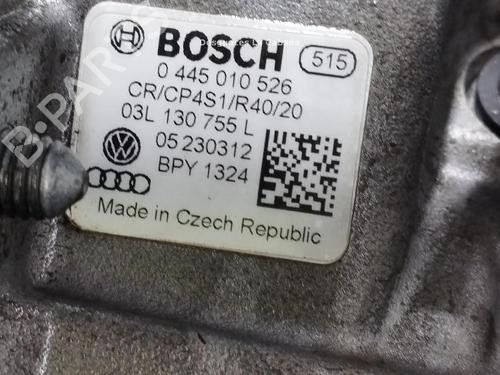 BOSCH 515
0 445 010 526
CR/CP4S1/R40/20
03L 130 755 L
05 230312
BPY 1324
Made in Czech Republic
B-PARTS